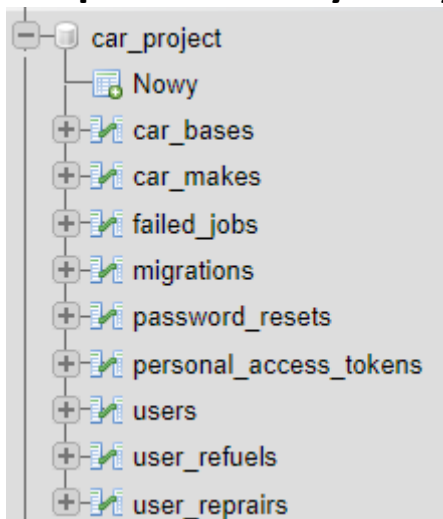 car_project
Nowy
car_bases
car_makes
failed_jobs
migrations
password_resets
personal_access_tokens
users
user_refuels
user_reprairs